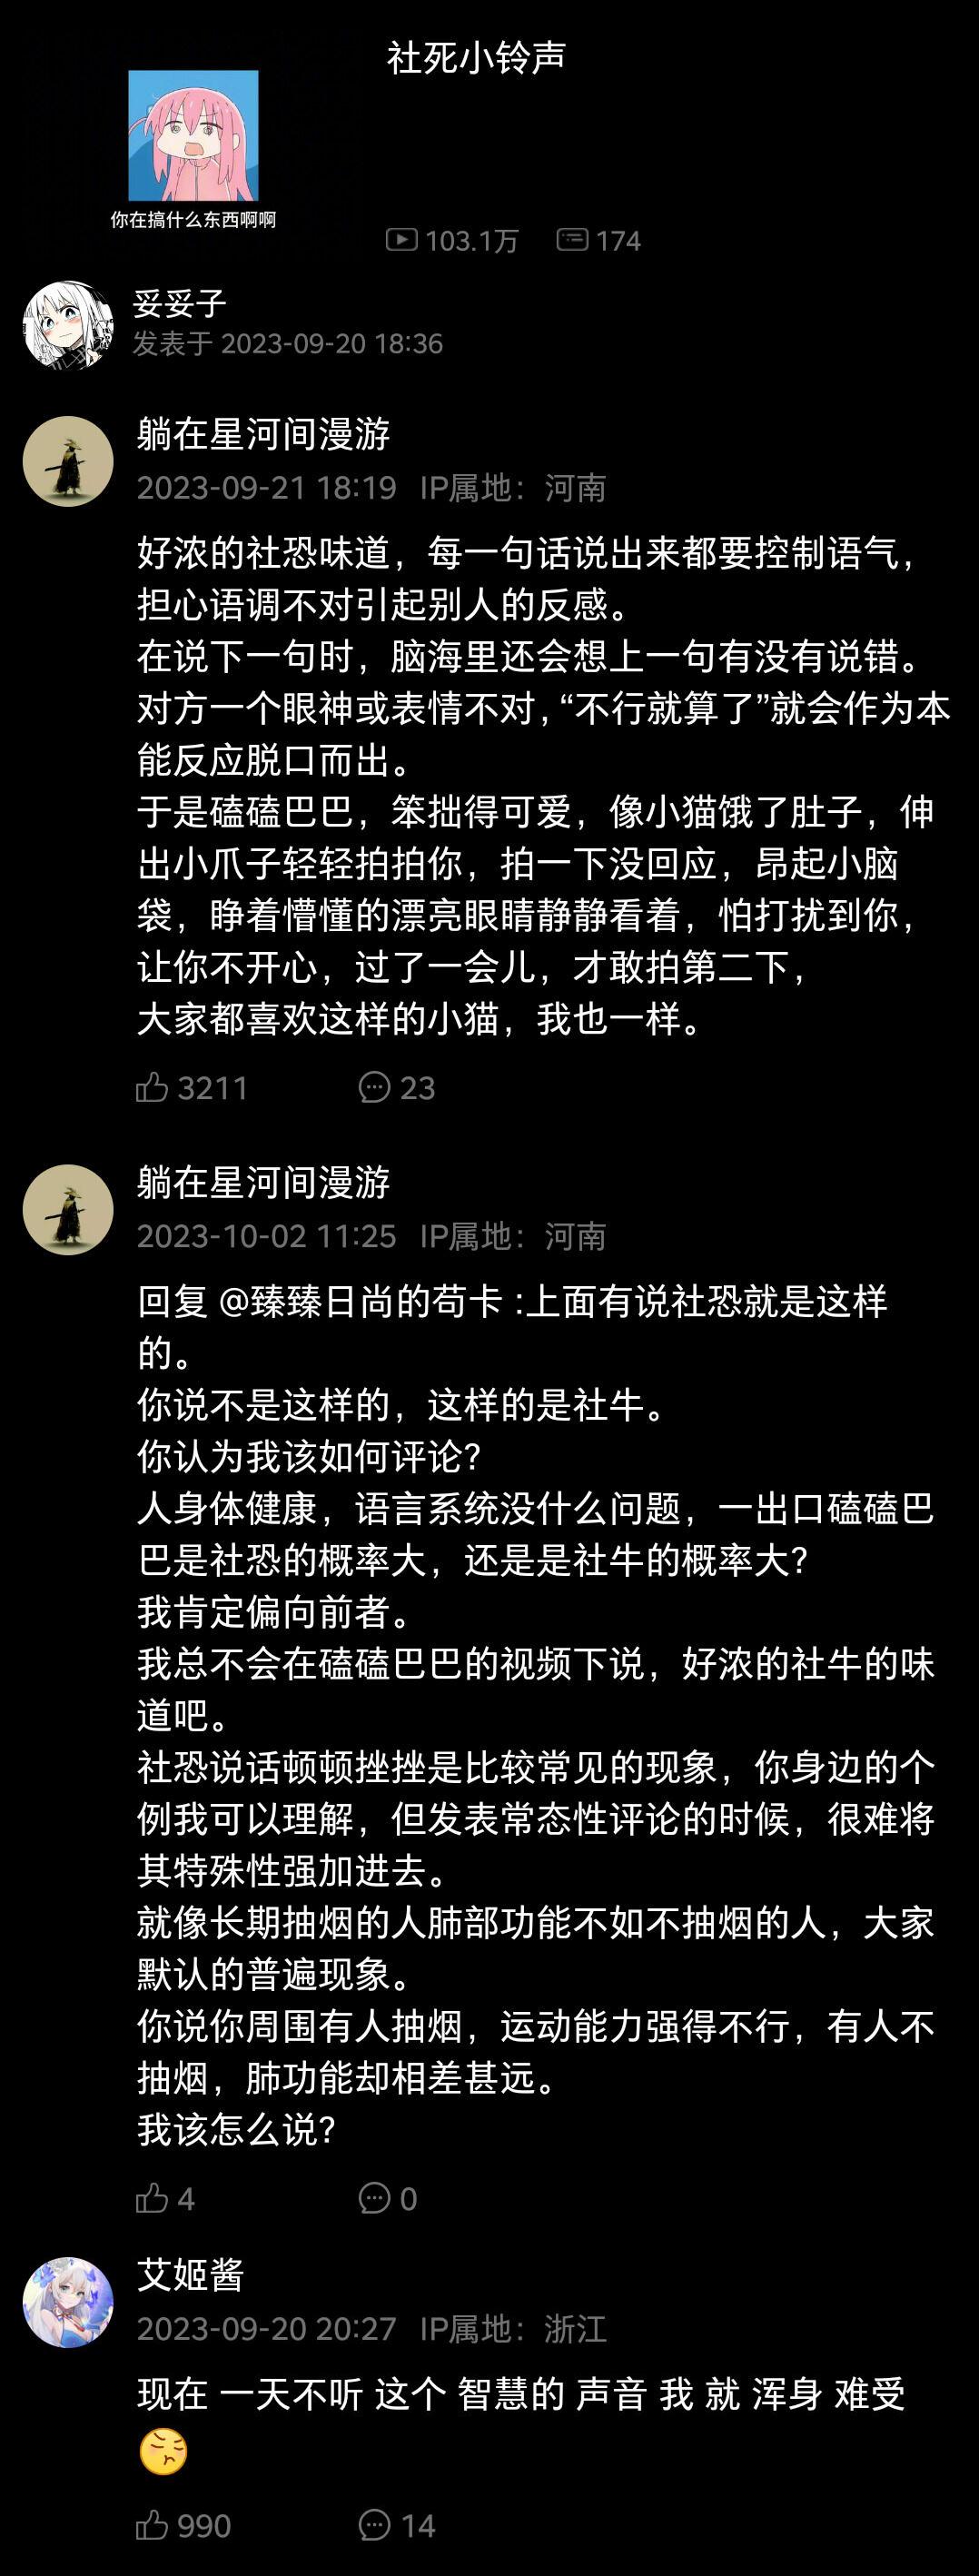 社死小铃声
你在搞什么东西啊啊
103.1万 174
妥妥子
发表于 2023-09-20 18:36
躺在星河间漫游
2023-09-21 18:19 IP属地：河南
好浓的社恐味道，每一句话说出来都要控制语气，
担心语调不对引起别人的反感。
在说下一句时，脑海里还会想上一句有没有说错。
对方一个眼神或表情不对，“不行就算了”就会作为本
能反应脱口而出。
于是磕磕巴巴，笨拙得可爱，像小猫饿了肚子，伸
出小爪子轻轻拍拍你，拍一下没回应，昂起小脑
袋，睁着懵懂的漂亮眼睛静静看着，怕打扰到你，
让你不开心，过了一会儿，才敢拍第二下，
大家都喜欢这样的小猫，我也一样。
3211 23
躺在星河间漫游
2023-10-02 11:25 IP属地：河南
回复 @臻臻日尚的苟卡 :上面有说社恐就是这样
的。
你说不是这样的，这样的是社牛。
你认为我该如何评论?
人身体健康，语言系统没什么问题，一出口磕磕巴
巴是社恐的概率大，还是是社牛的概率大?
我肯定偏向前者。
我总不会在磕磕巴巴的视频下说，好浓的社牛的味
道吧。
社恐说话顿顿挫挫是比较常见的现象，你身边的个
例我可以理解，但发表常态性评论的时候，很难将
其特殊性强加进去。
就像长期抽烟的人肺部功能不如不抽烟的人，大家
默认的普遍现象。
你说你周围有人抽烟，运动能力强得不行，有人不
抽烟，肺功能却相差甚远。
我该怎么说?
4 0
艾姬酱
2023-09-20 20:27 IP属地：浙江
现在 一天不听 这个 智慧的 声音 我 就 浑身 难受
990 14